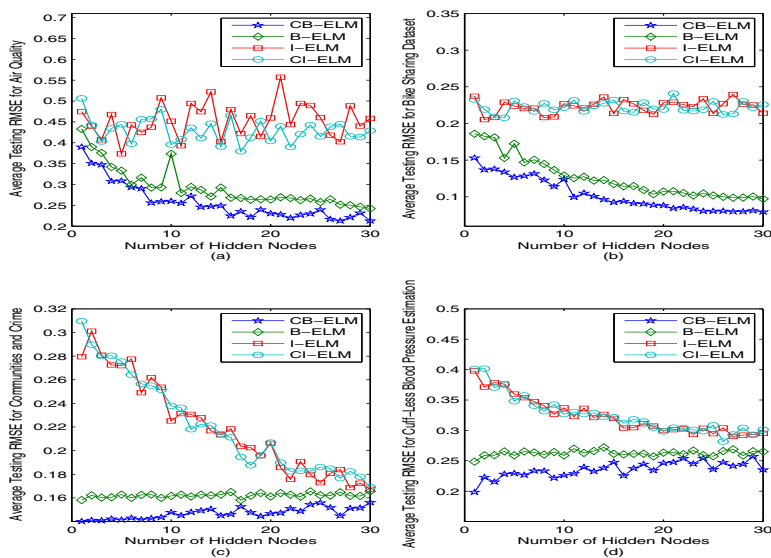 Average Testing RMSE for Air Quality
0.7
0.65
0.6
0.55
0.5
0.45
0.4
0.35
0.3
0.25
0.2
CB−ELM
B−ELM
I−ELM
CI−ELM
0
10
20
30
Number of Hidden Nodes
(a)
Average Testing RMSE for Bike Sharing Dataset
0.35
0.3
0.25
0.2
0.15
0.1
CB−ELM
B−ELM
I−ELM
CI−ELM
0
10
20
30
Number of Hidden Nodes
(b)
Average Testing RMSE for Communities and Crime
0.32
0.3
0.28
0.26
0.24
0.22
0.2
0.18
0.16
CB−ELM
B−ELM
I−ELM
CI−ELM
0
10
20
30
Number of Hidden Nodes
(c)
Average Testing RMSE for Cuff−Less Blood Pressure Estimation
0.5
0.45
0.4
0.35
0.3
0.25
0.2
CB−ELM
B−ELM
I−ELM
CI−ELM
0
10
20
30
Number of Hidden Nodes
(d)